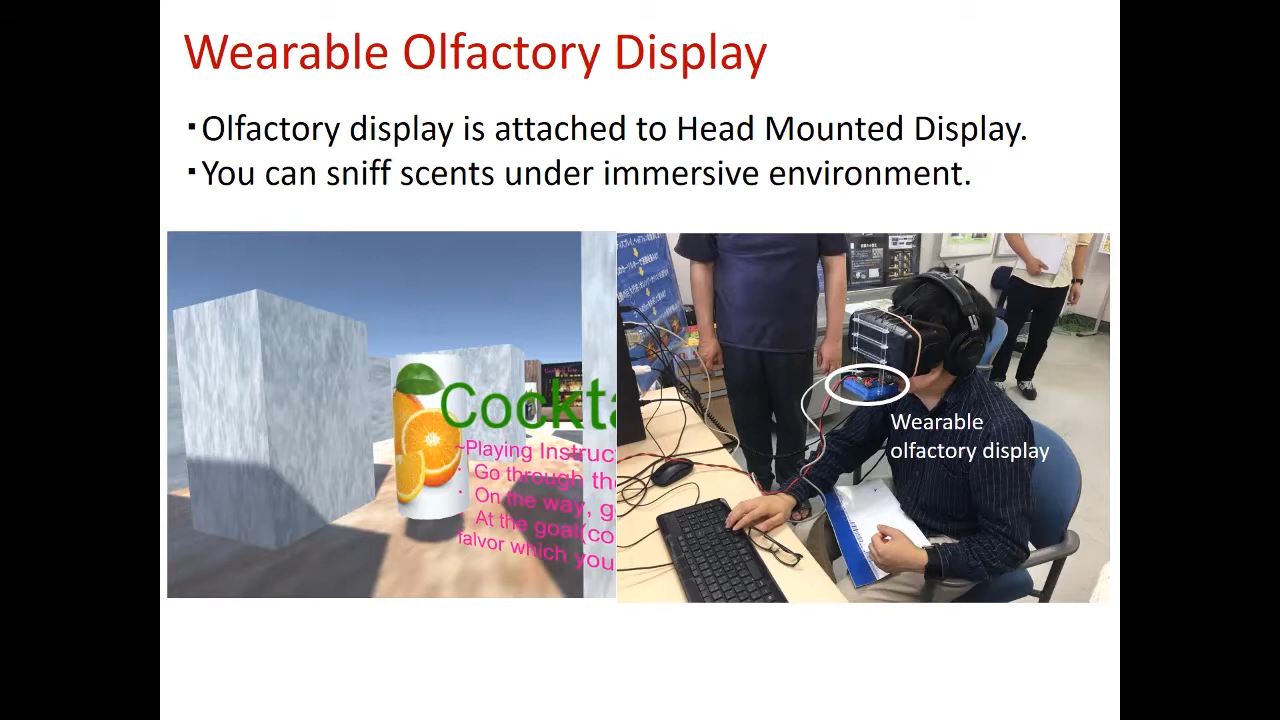 Wearable Olfactory Display
▪Olfactory display is attached to Head Mounted Display.
▪You can sniff scents under immersive environment.
Cockta
~Playing Instruc
· Go through the
· On the way, g
At the goal(co
falvor which you
Wearable
olfactory display